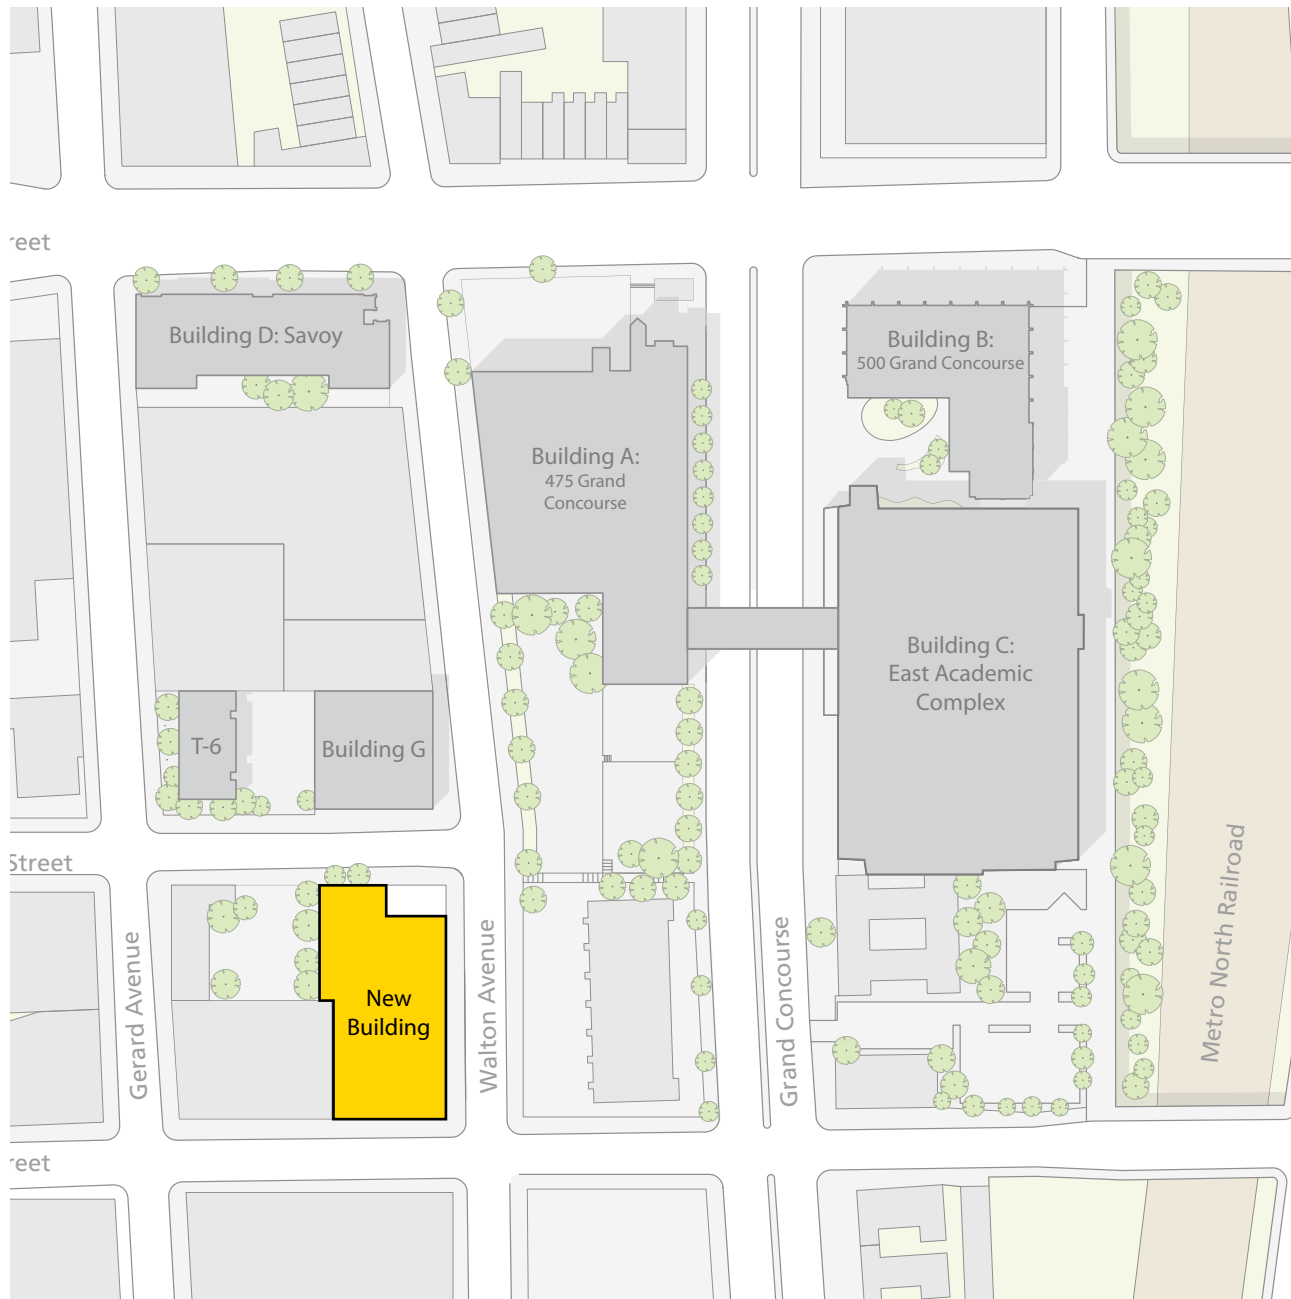 reet
Building D: Savoy
Building B:
500 Grand Concourse
Building A:
475 Grand
Concourse
Building C:
East Academic
Complex
T-6
Building G
Street
New
Building
Gerard Avenue
Walton Avenue
Grand Concourse
Metro North Railroad
reet